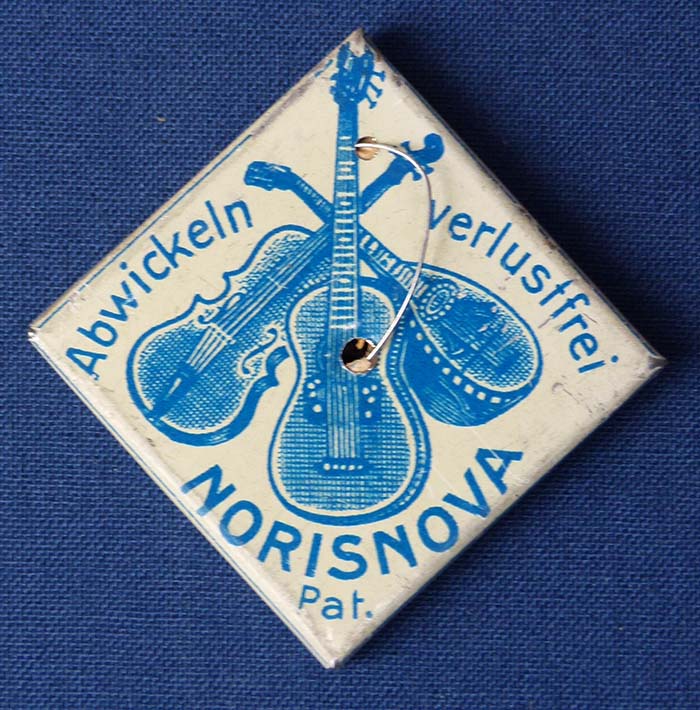 Abwickeln verlustfrei
NORISNOVA
Pat.